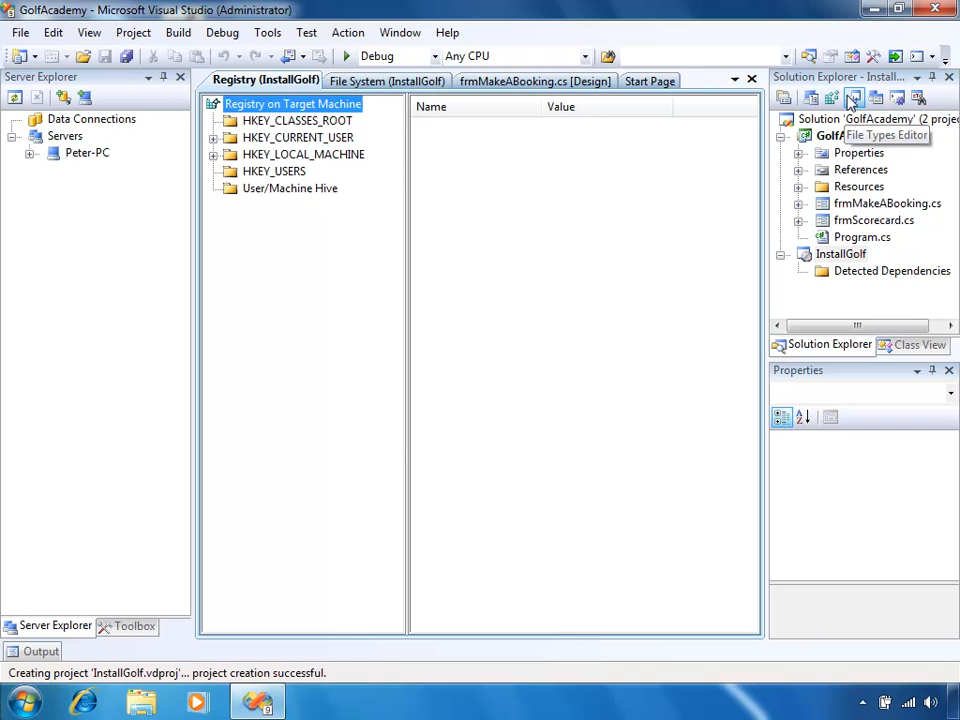 GolfAcademy - Microsoft Visual Studio (Administrator)
File Edit View Project Build Debug Tools Test Action Window Help
Debug Any CPU
Server Explorer
Data Connections
Servers
Peter-PC
Server Explorer Toolbox
Output
Registry (InstallGolf) File System (InstallGolf) frmMakeABooking.cs [Design] Start Page
Registry on Target Machine
HKEY_CLASSES_ROOT
HKEY_CURRENT_USER
HKEY_LOCAL_MACHINE
HKEY_USERS
User/Machine Hive
Name Value
Solution Explorer - Install...
Solution 'GolfAcademy' (2 projec
File Types Editor
Properties
References
Resources
frmMakeABooking.cs
frmScorecard.cs
Program.cs
InstallGolf
Detected Dependencies
Solution Explorer Class View
Properties
Creating project 'InstallGolf.vdproj'... project creation successful.
9